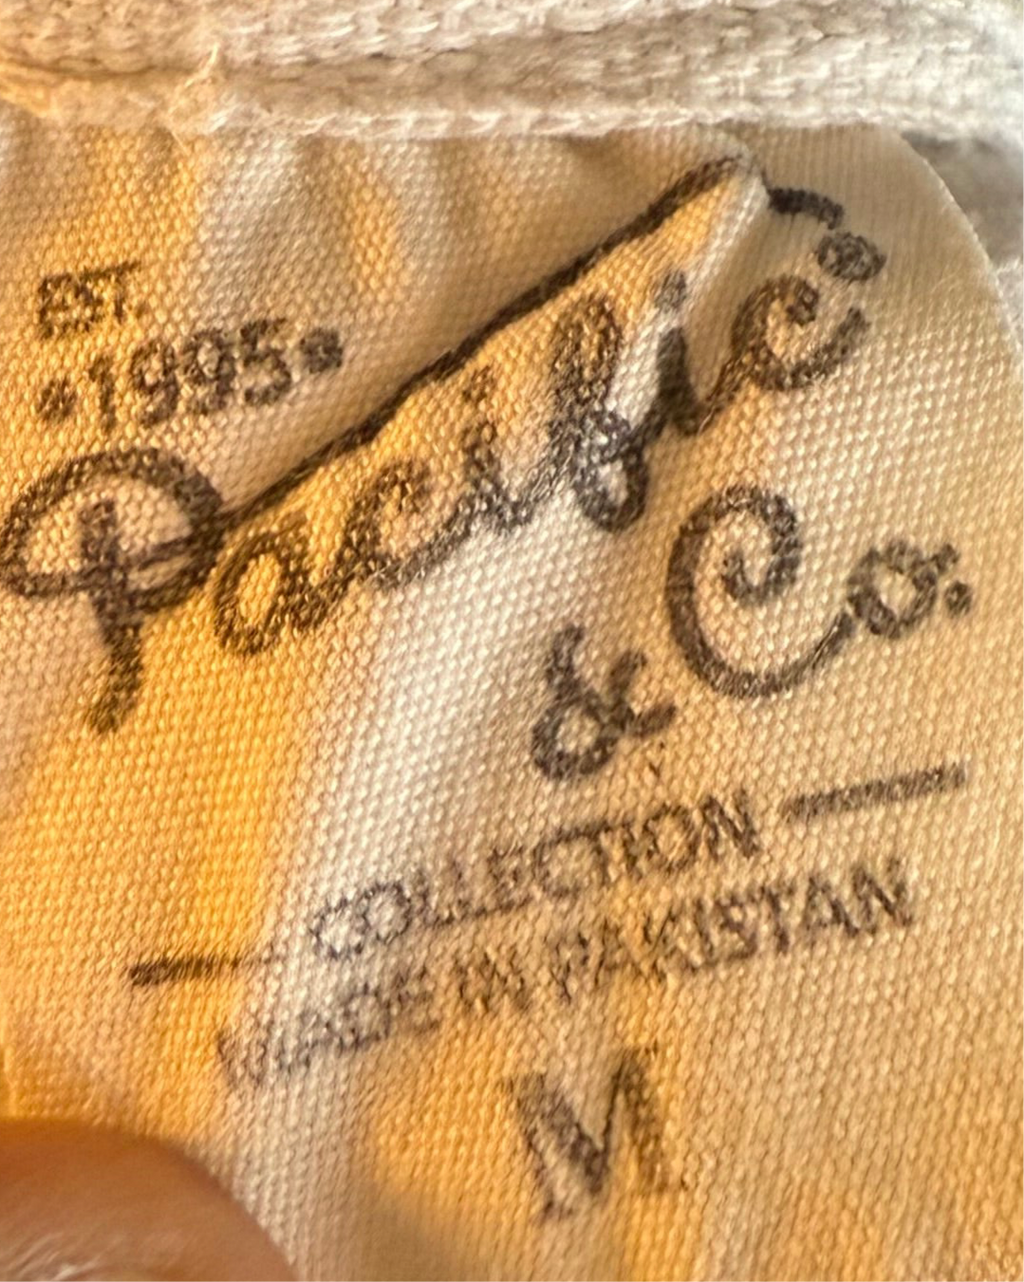 EST.
•1995•
Pacific®
& Co.
COLLECTION
MADE IN PAKISTAN
M